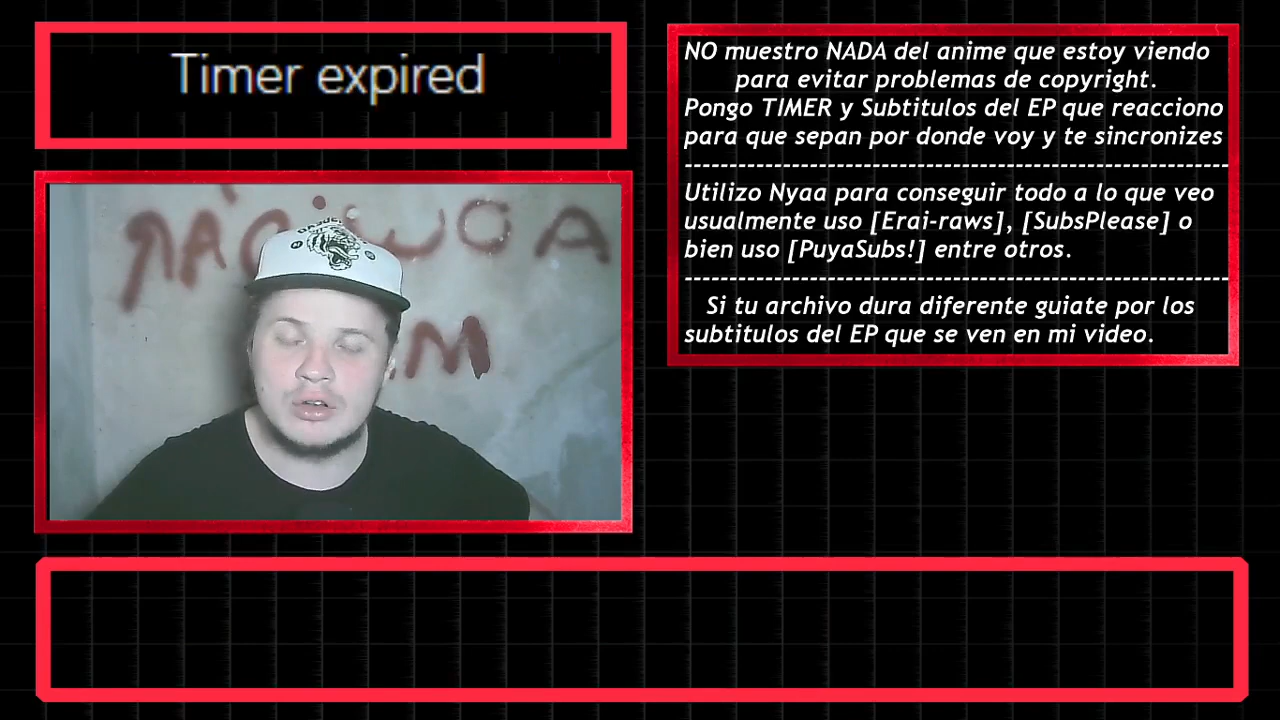 Timer expired
NO muestro NADA del anime que estoy viendo
para evitar problemas de copyright.
Pongo TIMER y Subtitulos del EP que reacciono
para que sepan por donde voy y te sincronizes
--------------------------------------------------------
Utilizo Nyaa para conseguir todo a lo que veo
usualmente uso [Erai-raws], [SubsPlease] o
bien uso [PuyaSubs!] entre otros.
--------------------------------------------------------
Si tu archivo dura diferente guiate por los
subtitulos del EP que se ven en mi video.